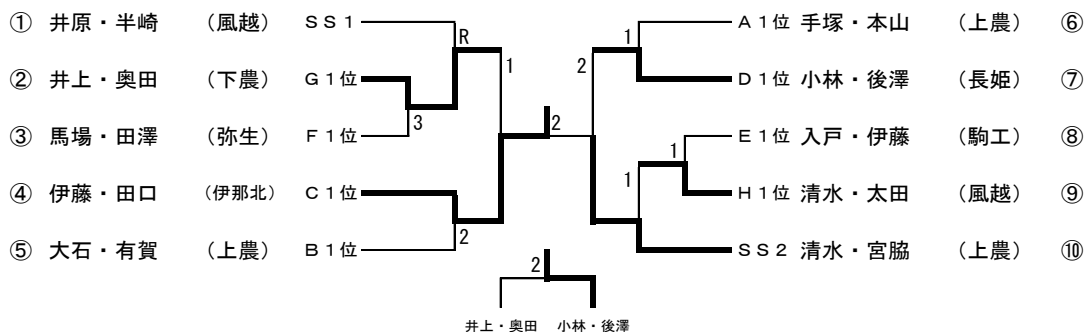 ① 井原・半崎 （風越） ＳＳ１
② 井上・奥田 （下農） Ｇ１位
③ 馬場・田澤 （弥生） Ｆ１位
④ 伊藤・田口 （伊那北） Ｃ１位
⑤ 大石・有賀 （上農） Ｂ１位
R
3
1
2
2
2
1
1
1
Ａ１位 手塚・本山 （上農） ⑥
Ｄ１位 小林・後澤 （長姫） ⑦
Ｅ１位 入戸・伊藤 （駒工） ⑧
Ｈ１位 清水・太田 （風越） ⑨
ＳＳ２ 清水・宮脇 （上農） ⑩
2
井上・奥田 小林・後澤